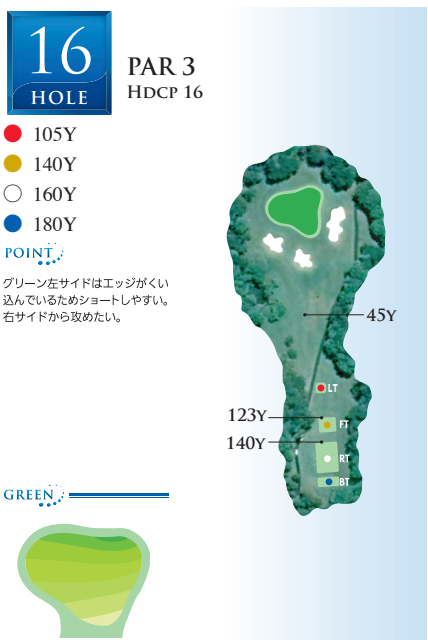 16
HOLE
PAR 3
HDCP 16
105Y
140Y
160Y
180Y
POINT
グリーン左サイドはエッジがくい
込んでいるためショートしやすい。
右サイドから攻めたい。
45Y
LT
123Y
FT
140Y
RT
BT
GREEN